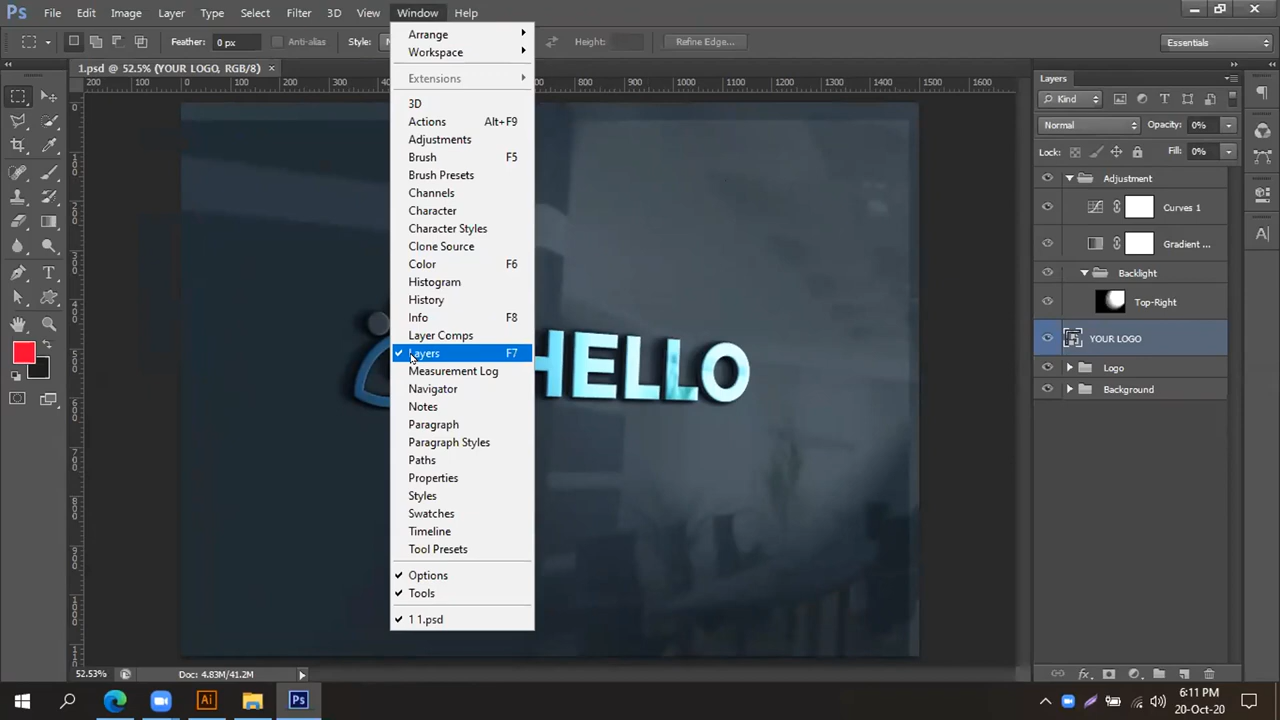 Ps File Edit Image Layer Type Select Filter 3D View Window Help
Feather: 0 px Anti-alias Style: Height: Refine Edge... Essentials
1.psd @ 52.5% (YOUR LOGO, RGB/8) ×
Arrange
Workspace
Extensions
3D
Actions Alt+F9
Adjustments
Brush F5
Brush Presets
Channels
Character
Character Styles
Clone Source
Color F6
Histogram
History
Info F8
Layer Comps
Layers F7
Measurement Log
Navigator
Notes
Paragraph
Paragraph Styles
Paths
Properties
Styles
Swatches
Timeline
Tool Presets
Options
Tools
1 1.psd
HELLO
Layers
Kind
Normal Opacity: 0%
Lock: Fill: 0%
Adjustment
Curves 1
Gradient ...
Backlight
Top-Right
YOUR LOGO
Logo
Background
52.53% Doc: 4.83M/41.2M
Ai Ps
6:11 PM
20-Oct-20